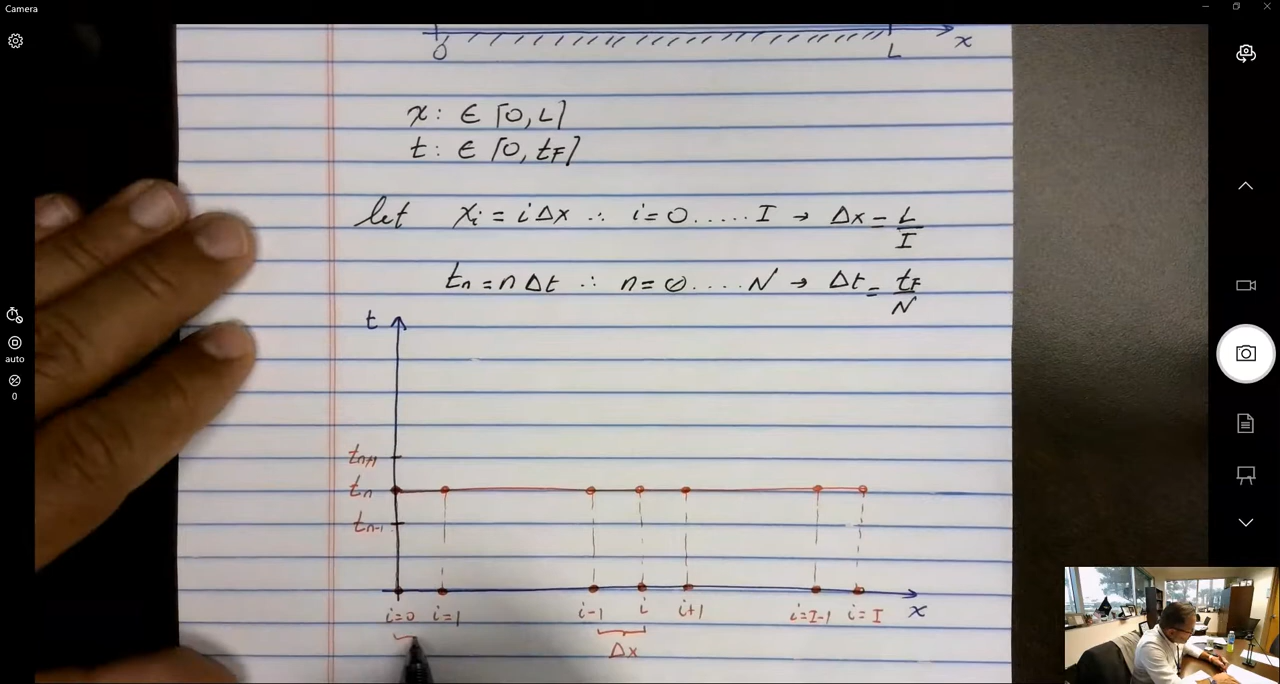 Camera
O L x
x: ∈ [0, L]
t: ∈ [0, tF]
let xi = iΔx ∴ i=0.....I → Δx = L/I
tn = nΔt ∴ n=0....N → Δt = tF/N
t
tn+1
tn
tn-1
i=0 i=1 i-1 i i+1 i=I-1 i=I x
Δx
auto
0